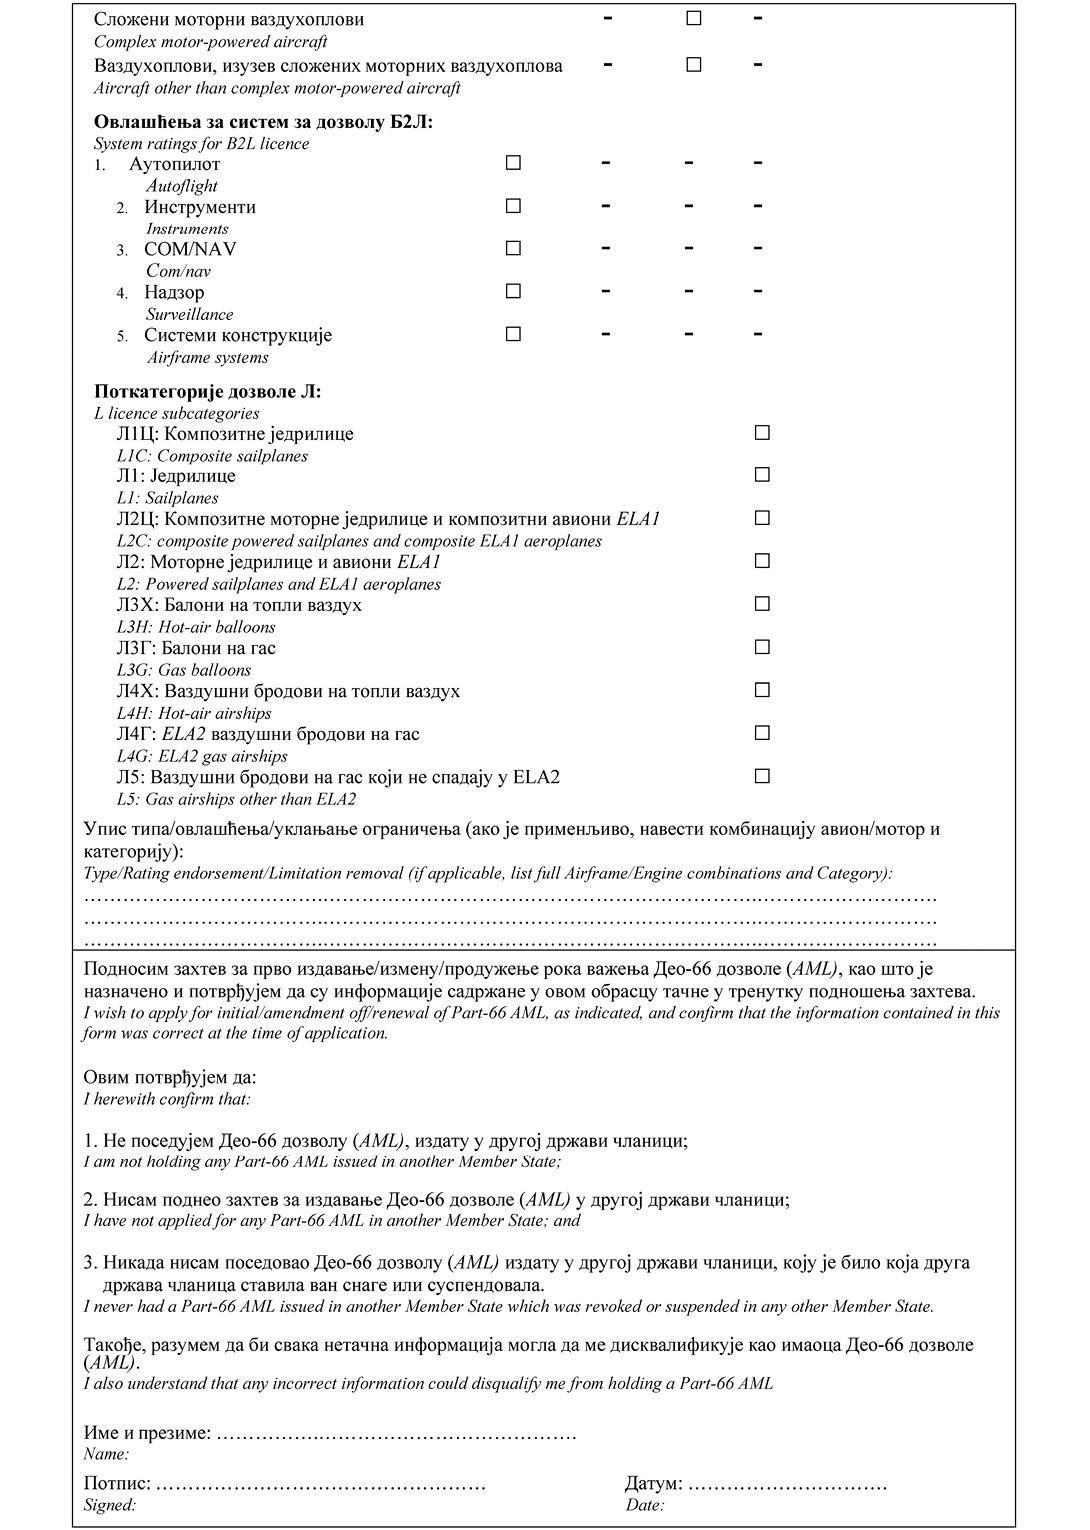 Сложени моторни ваздухоплови - ☐ -
Complex motor-powered aircraft
Ваздухоплови, изузев сложених моторних ваздухоплова - ☐ -
Aircraft other than complex motor-powered aircraft
Овлашћења за систем за дозволу Б2Л:
System ratings for B2L licence
1. Аутопилот ☐ - - -
Autoflight
2. Инструменти ☐ - - -
Instruments
3. COM/NAV ☐ - - -
Com/nav
4. Надзор ☐ - - -
Surveillance
5. Системи конструкције ☐ - - -
Airframe systems
Поткатегорије дозволе Л:
L licence subcategories
Л1Ц: Композитне једрилице ☐
L1C: Composite sailplanes
Л1: Једрилице ☐
L1: Sailplanes
Л2Ц: Композитне моторне једрилице и композитни авиони ELA1 ☐
L2C: composite powered sailplanes and composite ELA1 aeroplanes
Л2: Моторне једрилице и авиони ELA1 ☐
L2: Powered sailplanes and ELA1 aeroplanes
Л3Х: Балони на топли ваздух ☐
L3H: Hot-air balloons
Л3Г: Балони на гас ☐
L3G: Gas balloons
Л4Х: Ваздушни бродови на топли ваздух ☐
L4H: Hot-air airships
Л4Г: ELA2 ваздушни бродови на гас ☐
L4G: ELA2 gas airships
Л5: Ваздушни бродови на гас који не спадају у ELA2 ☐
L5: Gas airships other than ELA2
Упис типа/овлашћења/уклањање ограничења (ако је применљиво, навести комбинацију авион/мотор и
категорију):
Type/Rating endorsement/Limitation removal (if applicable, list full Airframe/Engine combinations and Category):
…………………………………………………………………………………………………………………….
…………………………………………………………………………………………………………………….
…………………………………………………………………………………………………………………….
Подносим захтев за прво издавање/измену/продужење рока важења Део-66 дозволе (AML), као што је
назначено и потврђујем да су информације садржане у овом обрасцу тачне у тренутку подношења захтева.
I wish to apply for initial/amendment off/renewal of Part-66 AML, as indicated, and confirm that the information contained in this
form was correct at the time of application.
Овим потврђујем да:
I herewith confirm that:
1. Не поседујем Део-66 дозволу (AML), издату у другој држави чланици;
I am not holding any Part-66 AML issued in another Member State;
2. Нисам поднео захтев за издавање Део-66 дозволе (AML) у другој држави чланици;
I have not applied for any Part-66 AML in another Member State; and
3. Никада нисам поседовао Део-66 дозволу (AML) издату у другој држави чланици, коју је било која друга
држава чланица ставила ван снаге или суспендовала.
I never had a Part-66 AML issued in another Member State which was revoked or suspended in any other Member State.
Такође, разумем да би свака нетачна информација могла да ме дисквалификује као имаоца Део-66 дозволе
(AML).
I also understand that any incorrect information could disqualify me from holding a Part-66 AML
Име и презиме: ……………………………………………….
Name:
Потпис: …………………………………………… Датум: ………………………….
Signed: Date: